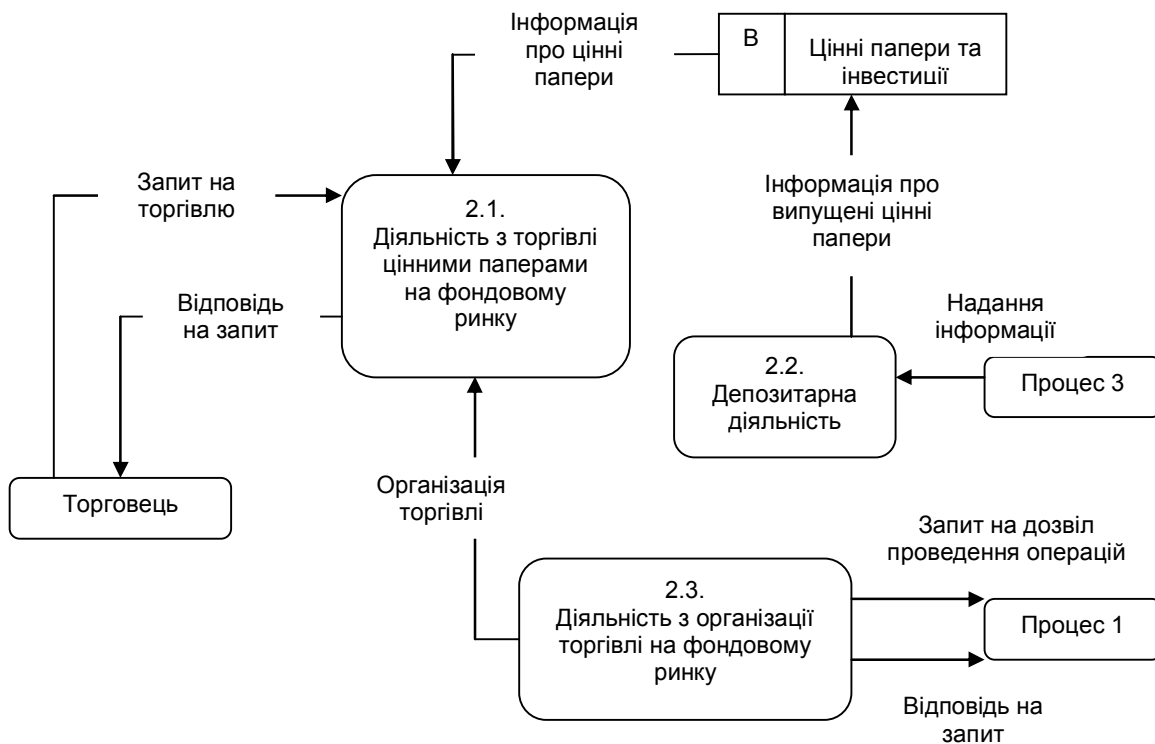 Інформація
про цінні
папери
В
Цінні папери та
інвестиції
Запит на
торгівлю
2.1.
Діяльність з торгівлі
цінними паперами
на фондовому
ринку
Інформація про
випущені цінні
папери
Відповідь
на запит
Надання
інформації
2.2.
Депозитарна
діяльність
Процес 3
Торговець
Організація
торгівлі
Запит на дозвіл
проведення операцій
2.3.
Діяльність з організації
торгівлі на фондовому
ринку
Процес 1
Відповідь на
запит